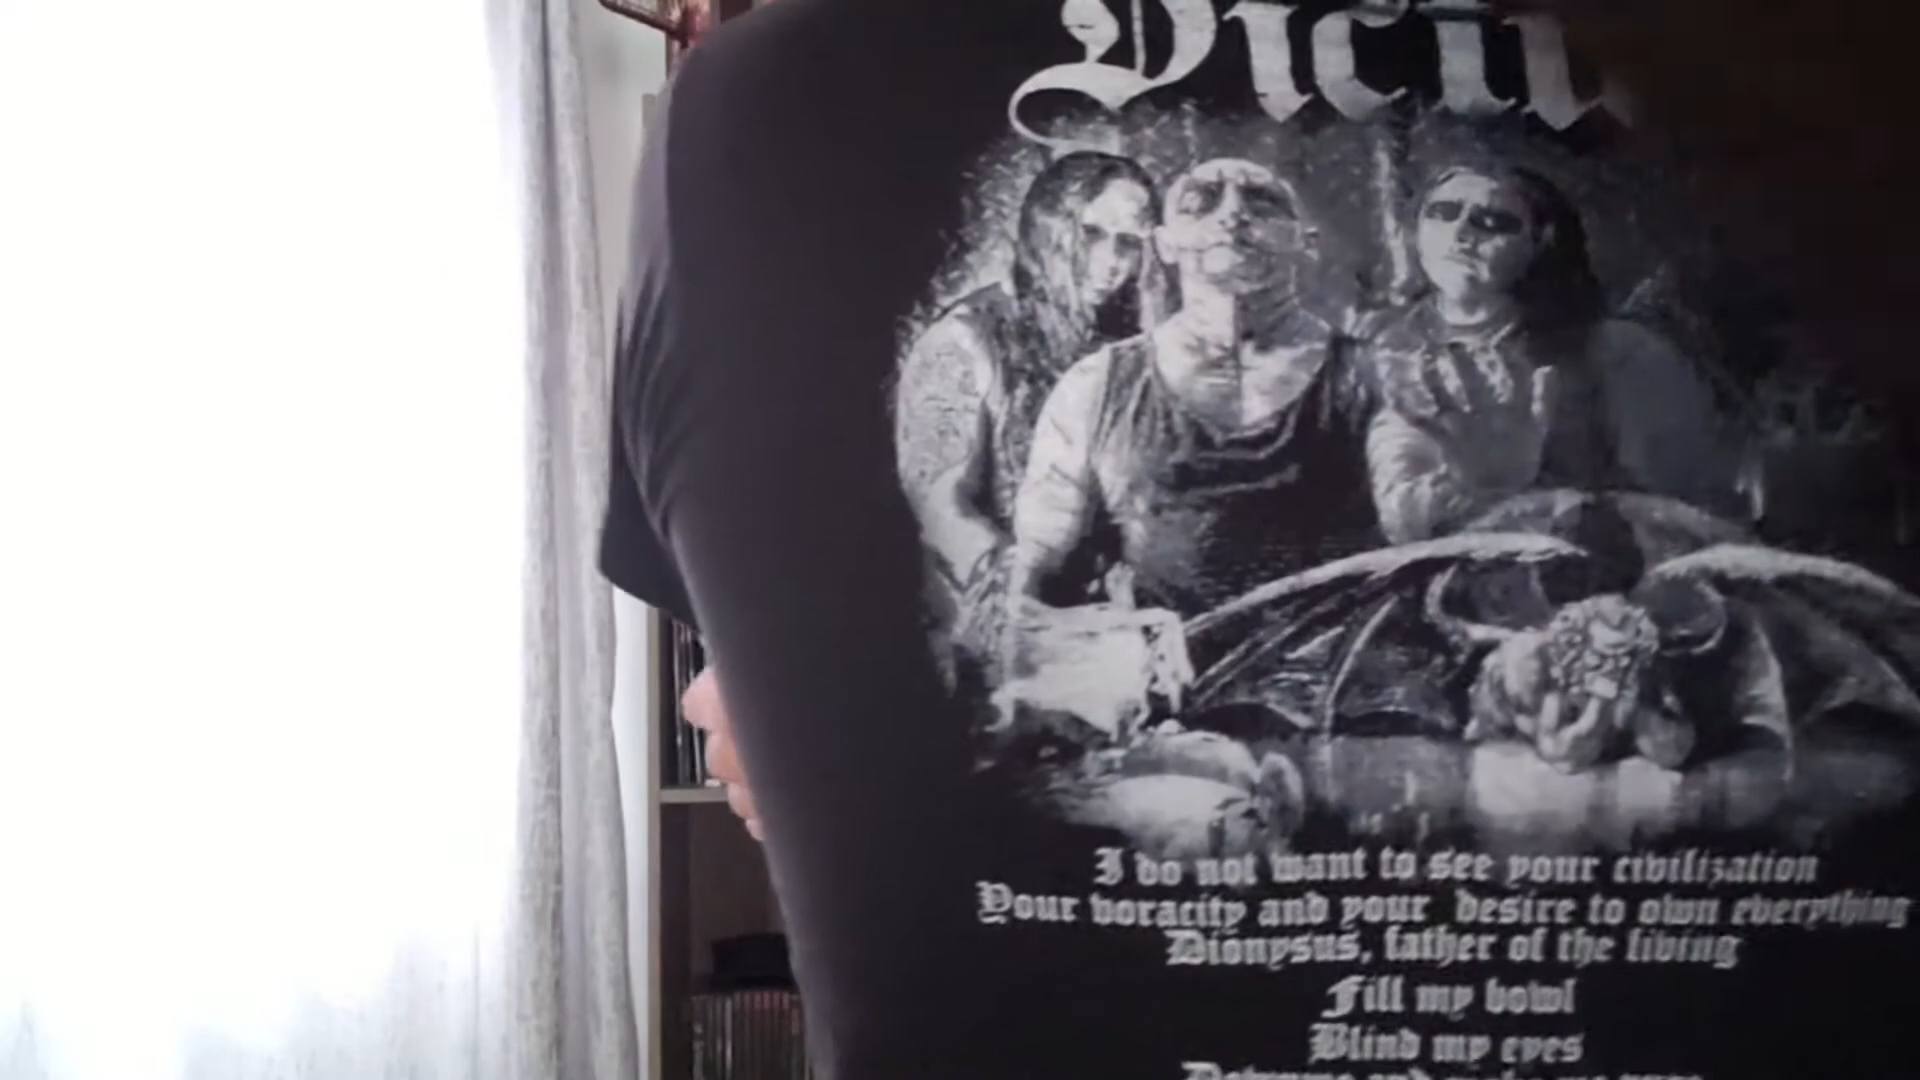 I do not want to see your civilization
Your voracity and your desire to own everything
Dionysus, father of the living
Fill my bowl
Blind my eyes